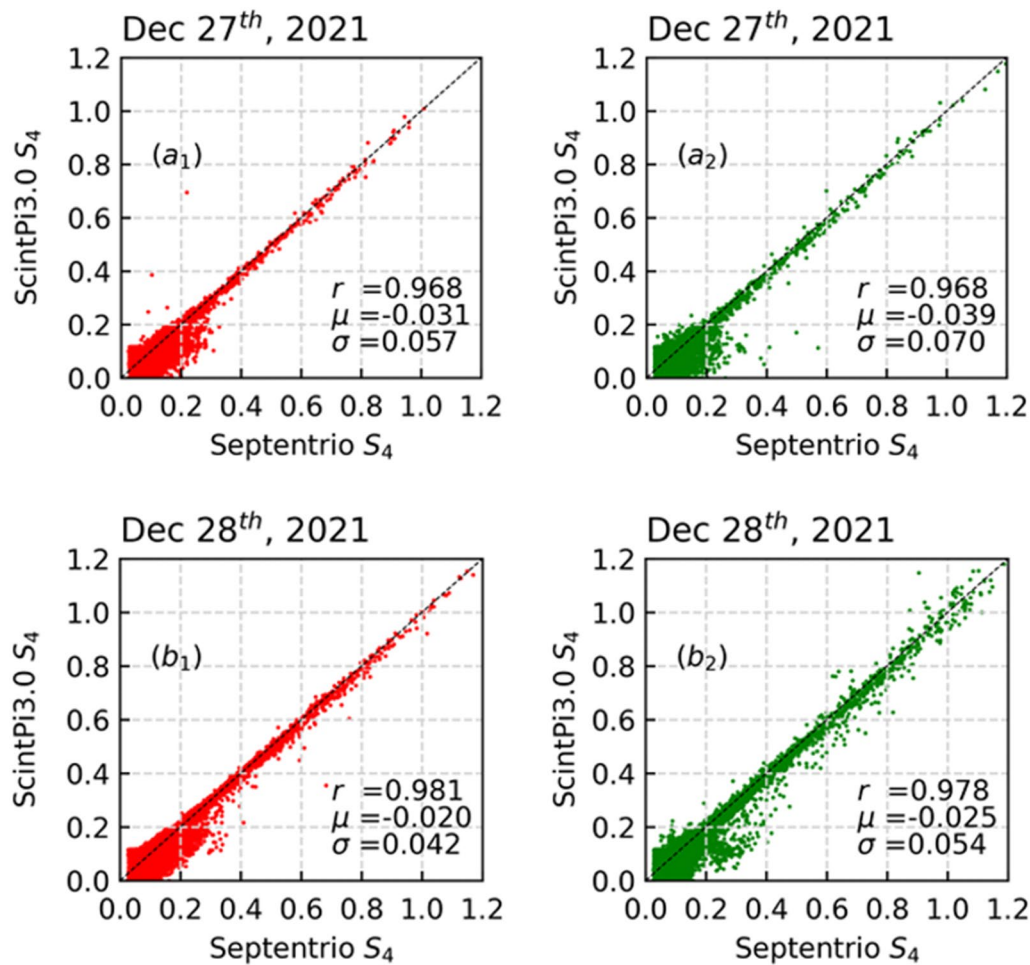 Dec 27th, 2021
1.2
1.0
0.8
0.6
0.4
0.2
0.0
ScintPi3.0 S4
(a1)
r =0.968
μ =-0.031
σ =0.057
0.0 0.2 0.4 0.6 0.8 1.0 1.2
Septentrio S4
Dec 27th, 2021
1.2
1.0
0.8
0.6
0.4
0.2
0.0
ScintPi3.0 S4
(a2)
r =0.968
μ =-0.039
σ =0.070
0.0 0.2 0.4 0.6 0.8 1.0 1.2
Septentrio S4
Dec 28th, 2021
1.2
1.0
0.8
0.6
0.4
0.2
0.0
ScintPi3.0 S4
(b1)
r =0.981
μ =-0.020
σ =0.042
0.0 0.2 0.4 0.6 0.8 1.0 1.2
Septentrio S4
Dec 28th, 2021
1.2
1.0
0.8
0.6
0.4
0.2
0.0
ScintPi3.0 S4
(b2)
r =0.978
μ =-0.025
σ =0.054
0.0 0.2 0.4 0.6 0.8 1.0 1.2
Septentrio S4